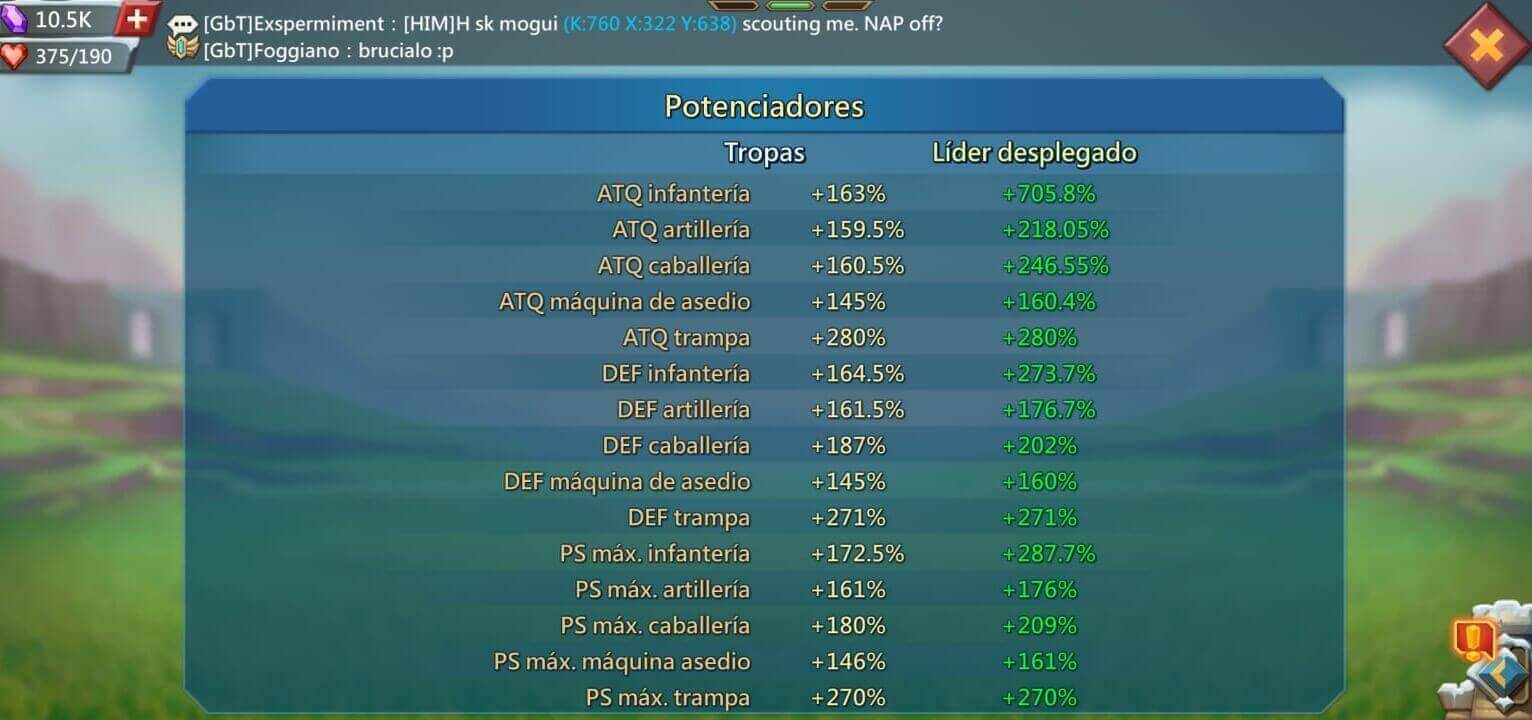 10.5K
[GbT]Exspermiment : [HIM]H sk mogui (K:760 X:322 Y:638) scouting me. NAP off?
375/190
[GbT]Foggiano : brucialo :p
Potenciadores
Tropas Líder desplegado
ATQ infantería +163% +705.8%
ATQ artillería +159.5% +218.05%
ATQ caballería +160.5% +246.55%
ATQ máquina de asedio +145% +160.4%
ATQ trampa +280% +280%
DEF infantería +164.5% +273.7%
DEF artillería +161.5% +176.7%
DEF caballería +187% +202%
DEF máquina de asedio +145% +160%
DEF trampa +271% +271%
PS máx. infantería +172.5% +287.7%
PS máx. artillería +161% +176%
PS máx. caballería +180% +209%
PS máx. máquina asedio +146% +161%
PS máx. trampa +270% +270%